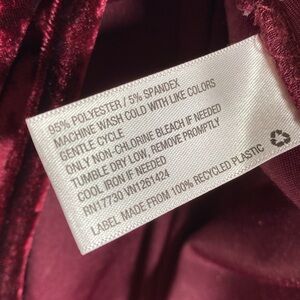 95% POLYESTER / 5% SPANDEX
MACHINE WASH COLD WITH LIKE COLORS
GENTLE CYCLE
ONLY NON-CHLORINE BLEACH IF NEEDED
TUMBLE DRY LOW, REMOVE PROMPTLY
COOL IRON IF NEEDED
RN17730 VN1261424
LABEL MADE FROM 100% RECYCLED PLASTIC